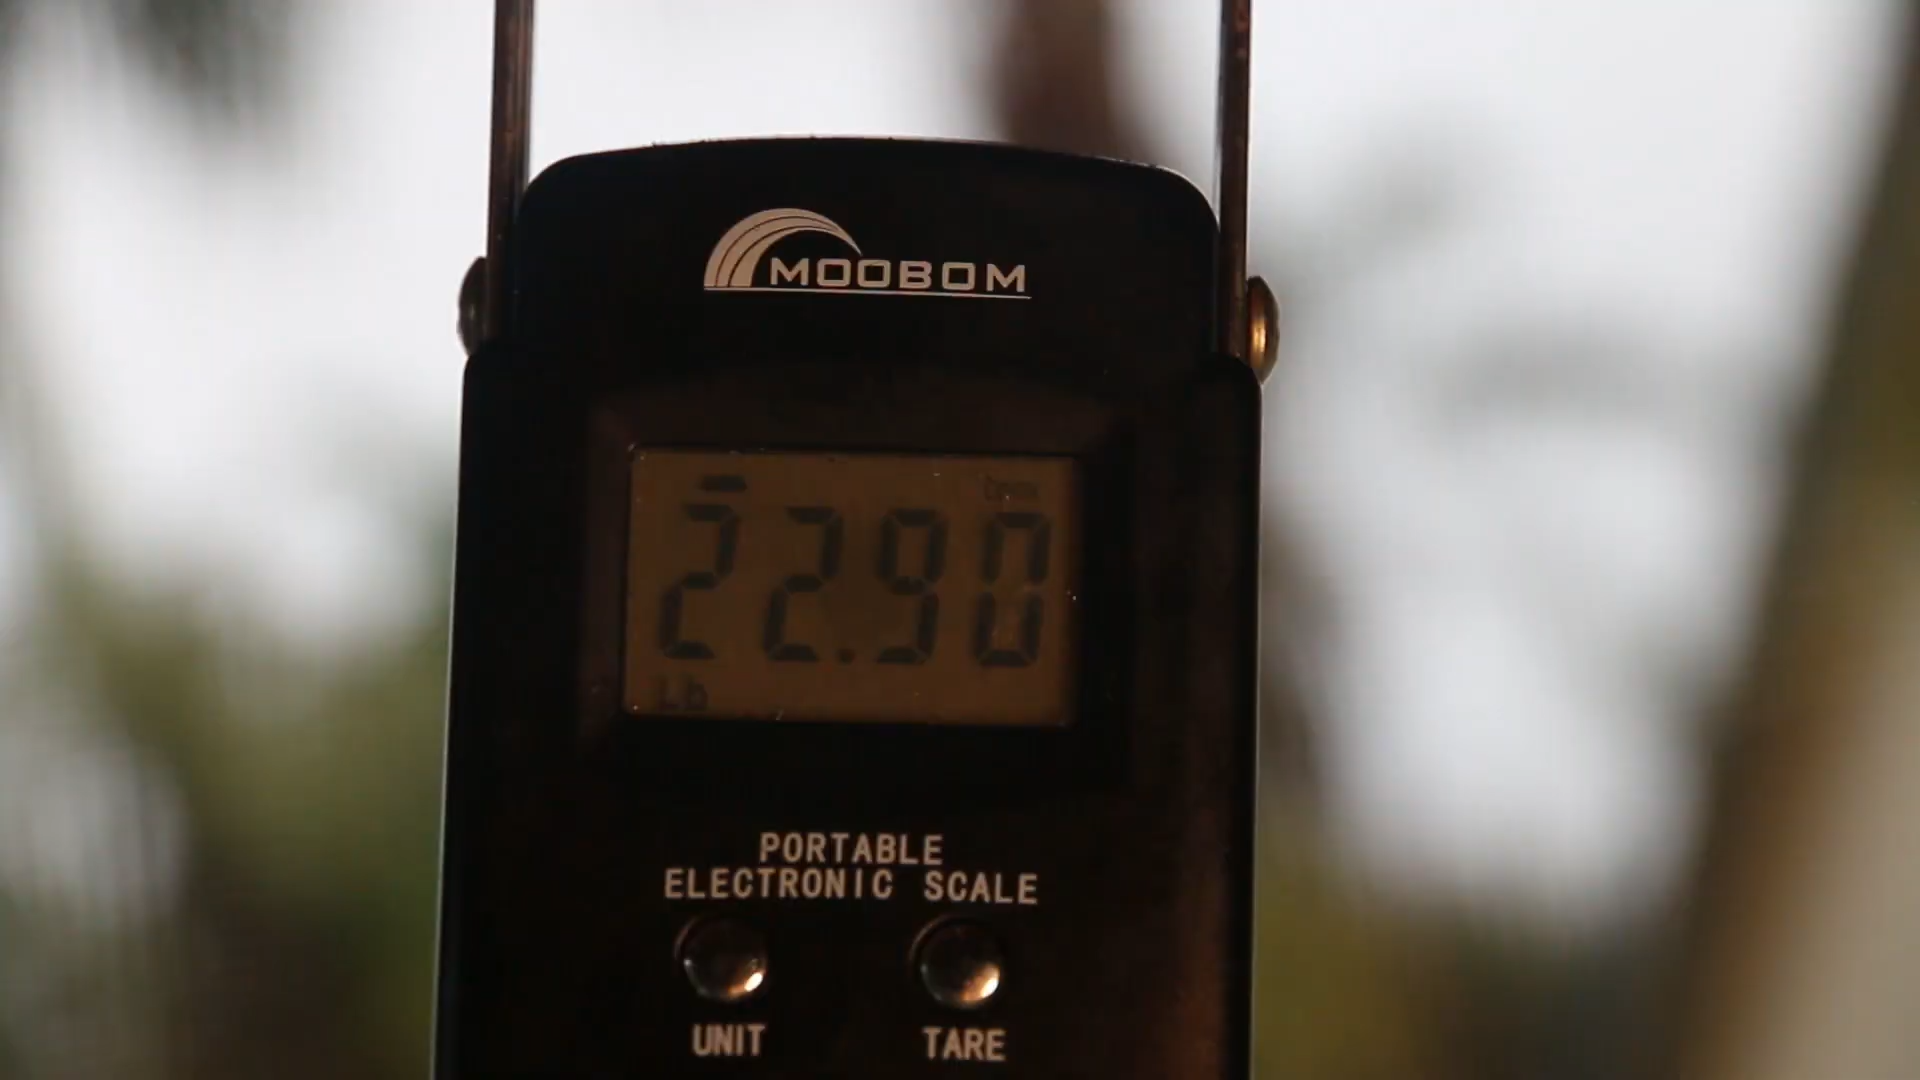 MOOBOM
22.90
Lb
PORTABLE
ELECTRONIC SCALE
UNIT
TARE